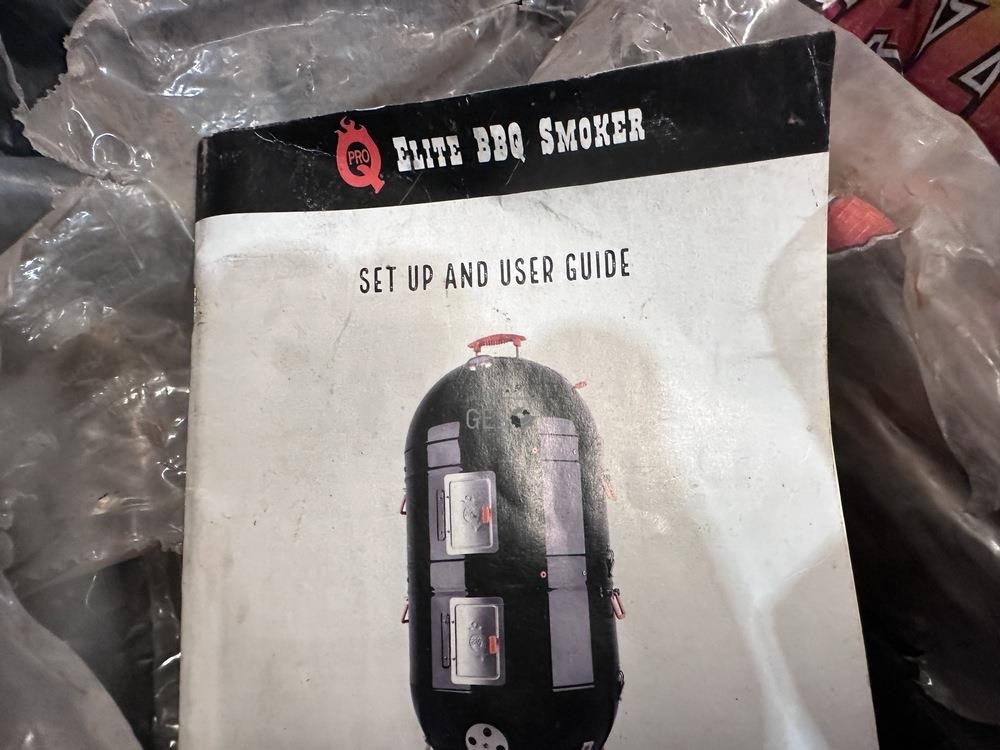 PRO Q ELITE BBQ SMOKER
SET UP AND USER GUIDE